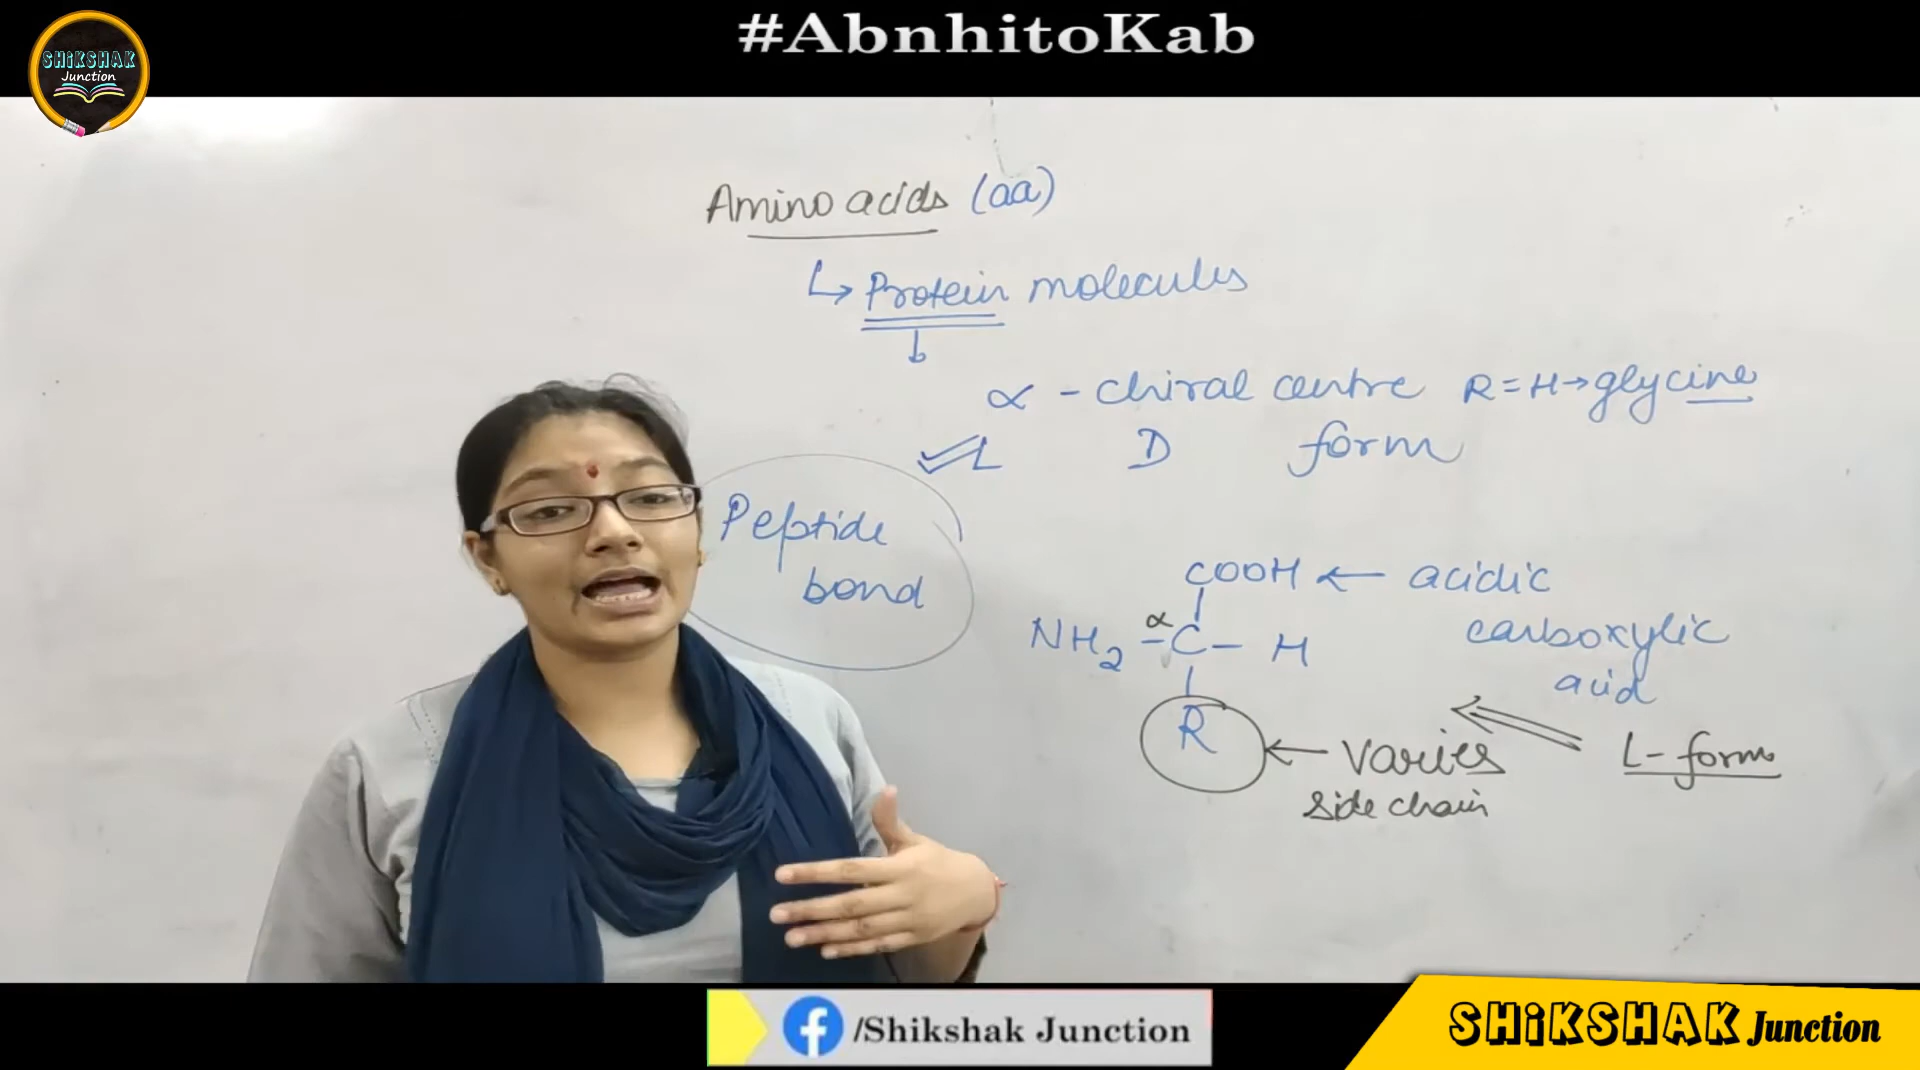 #AbnhitoKab
SHiKSHAK
Junction
Amino acids (aa)
↳ Protein molecules
α - chiral centre R = H → glycine
L D form
Peptide
bond
COOH ← acidic
carboxylic
acid
α
NH2 - C - H
R ← varies
side chain
L-form
/Shikshak Junction
SHiKSHAK Junction